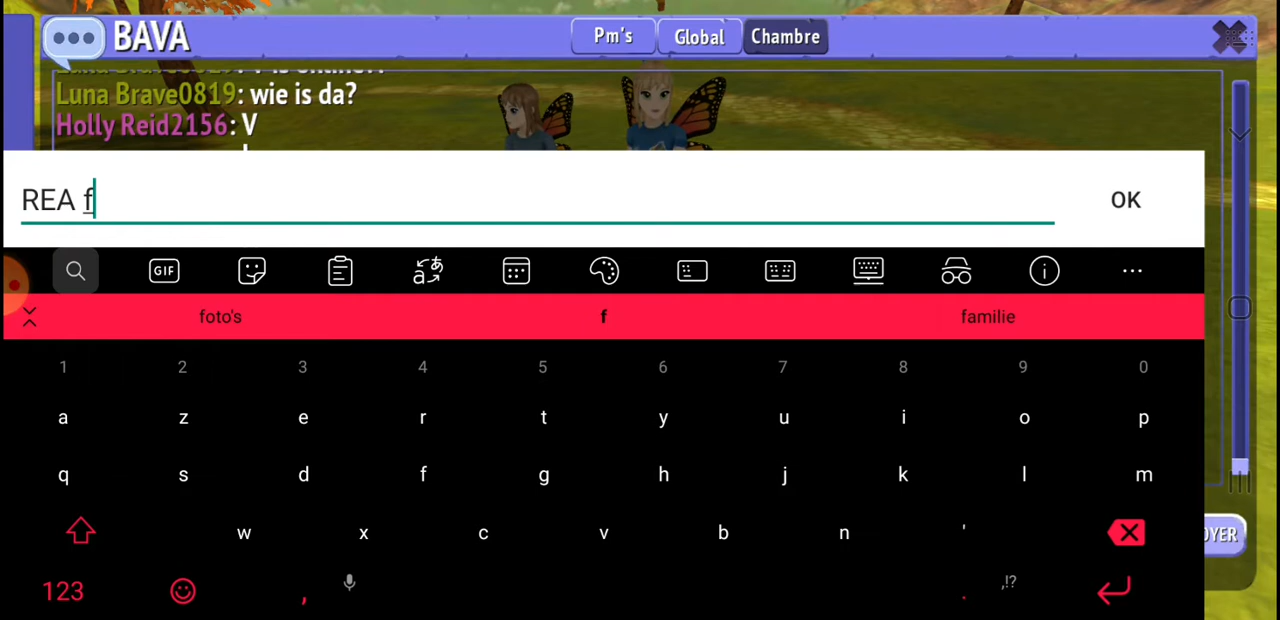 BAVA
Pm's
Global
Chambre
Luna Brave0819: wie is da?
Holly Reid2156: V
REA f
OK
GIF
foto's
f
familie
1 2 3 4 5 6 7 8 9 0
a z e r t y u i o p
q s d f g h j k l m
w x c v b n '
123 , . ,!?
OYER